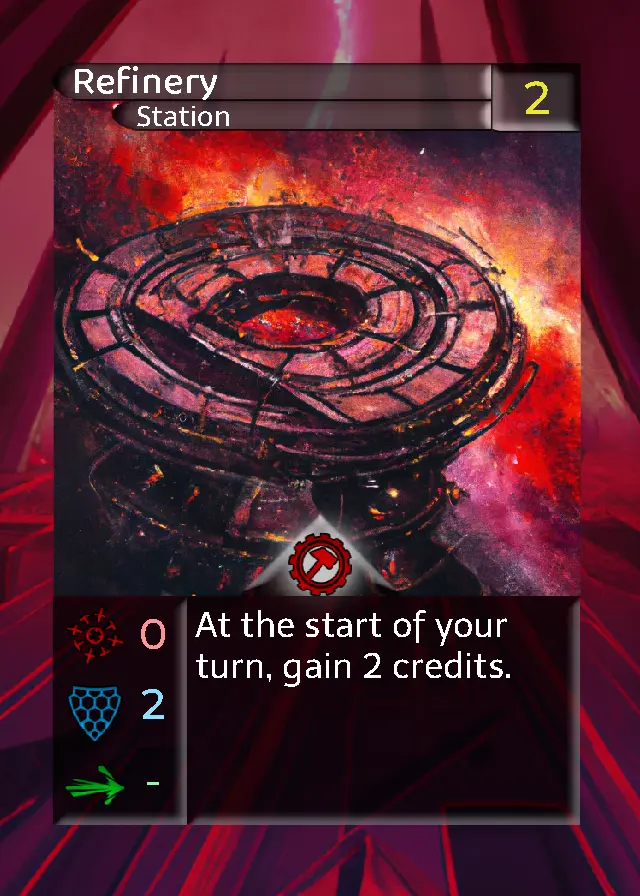 Refinery
2
Station
0
At the start of your
turn, gain 2 credits.
2
-